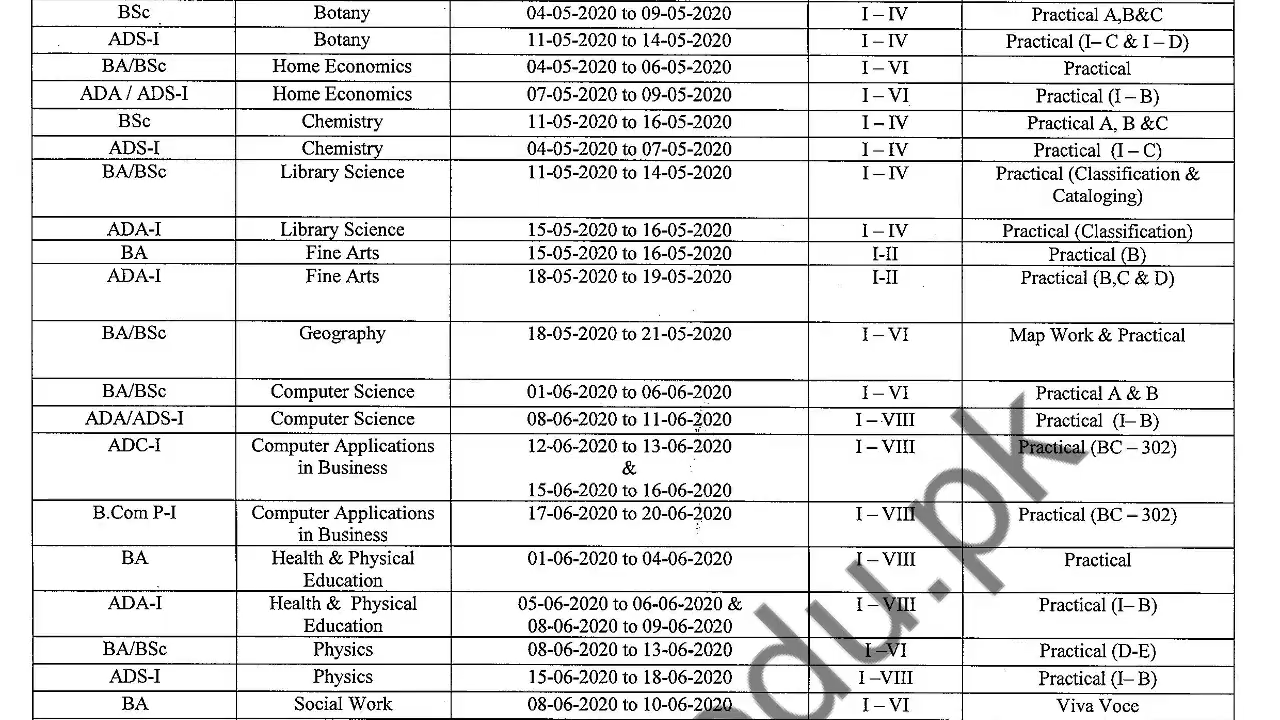 BSc Botany 04-05-2020 to 09-05-2020 I – IV Practical A,B&C
ADS-I Botany 11-05-2020 to 14-05-2020 I – IV Practical (I– C & I – D)
BA/BSc Home Economics 04-05-2020 to 06-05-2020 I – VI Practical
ADA / ADS-I Home Economics 07-05-2020 to 09-05-2020 I – VI Practical (I – B)
BSc Chemistry 11-05-2020 to 16-05-2020 I – IV Practical A, B &C
ADS-I Chemistry 04-05-2020 to 07-05-2020 I – IV Practical (I – C)
BA/BSc Library Science 11-05-2020 to 14-05-2020 I – IV Practical (Classification &
Cataloging)
ADA-I Library Science 15-05-2020 to 16-05-2020 I – IV Practical (Classification)
BA Fine Arts 15-05-2020 to 16-05-2020 I-II Practical (B)
ADA-I Fine Arts 18-05-2020 to 19-05-2020 I-II Practical (B,C & D)
BA/BSc Geography 18-05-2020 to 21-05-2020 I – VI Map Work & Practical
BA/BSc Computer Science 01-06-2020 to 06-06-2020 I – VI Practical A & B
ADA/ADS-I Computer Science 08-06-2020 to 11-06-2020 I – VIII Practical (I– B)
ADC-I Computer Applications 12-06-2020 to 13-06-2020 I – VIII Practical (BC – 302)
in Business &
15-06-2020 to 16-06-2020
B.Com P-I Computer Applications 17-06-2020 to 20-06-2020 I – VIII Practical (BC – 302)
in Business
BA Health & Physical 01-06-2020 to 04-06-2020 I – VIII Practical
Education
ADA-I Health & Physical 05-06-2020 to 06-06-2020 & I – VIII Practical (I– B)
Education 08-06-2020 to 09-06-2020
BA/BSc Physics 08-06-2020 to 13-06-2020 I –VI Practical (D-E)
ADS-I Physics 15-06-2020 to 18-06-2020 I –VIII Practical (I– B)
BA Social Work 08-06-2020 to 10-06-2020 I – VI Viva Voce
du.pk